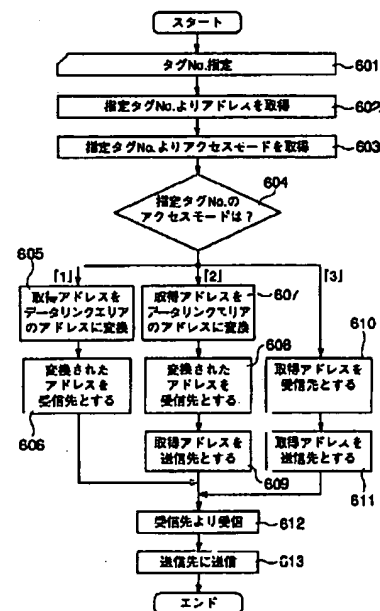 スタート
タグNo.指定
601
指定タグNo.よりアドレスを取得
602
指定タグNo.よりアクセスモードを取得
603
604
指定タグNo.の
アクセスモードは?
605
「1」
「2」
「3」
取得アドレスを
データリンクエリア
のアドレスに変換
取得アドレスを
データリンクエリア
のアドレスに変換
607
608
610
変換された
アドレスを
受信先とする
606
変換された
アドレスを
受信先とする
取得アドレスを
受信先とする
取得アドレスを
送信先とする
609
取得アドレスを
送信先とする
611
受信先より受信
612
送信先に送信
613
エンド